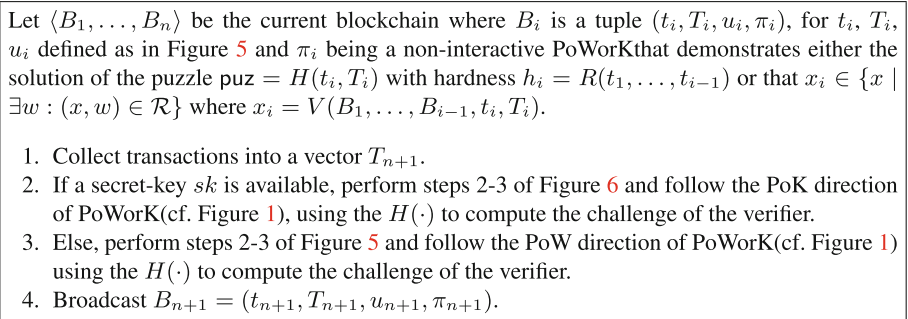 Let ⟨B₁, . . . , Bₙ⟩ be the current blockchain where Bᵢ is a tuple (tᵢ, Tᵢ, uᵢ, πᵢ), for tᵢ, Tᵢ,
uᵢ defined as in Figure 5 and πᵢ being a non-interactive PoWorKthat demonstrates either the
solution of the puzzle puz = H(tᵢ, Tᵢ) with hardness hᵢ = R(t₁, . . . , tᵢ₋₁) or that xᵢ ∈ {x |
∃w : (x, w) ∈ ℛ} where xᵢ = V(B₁, . . . , Bᵢ₋₁, tᵢ, Tᵢ).
1. Collect transactions into a vector Tₙ₊₁.
2. If a secret-key sk is available, perform steps 2-3 of Figure 6 and follow the PoK direction
of PoWorK(cf. Figure 1), using the H(·) to compute the challenge of the verifier.
3. Else, perform steps 2-3 of Figure 5 and follow the PoW direction of PoWorK(cf. Figure 1)
using the H(·) to compute the challenge of the verifier.
4. Broadcast Bₙ₊₁ = (tₙ₊₁, Tₙ₊₁, uₙ₊₁, πₙ₊₁).